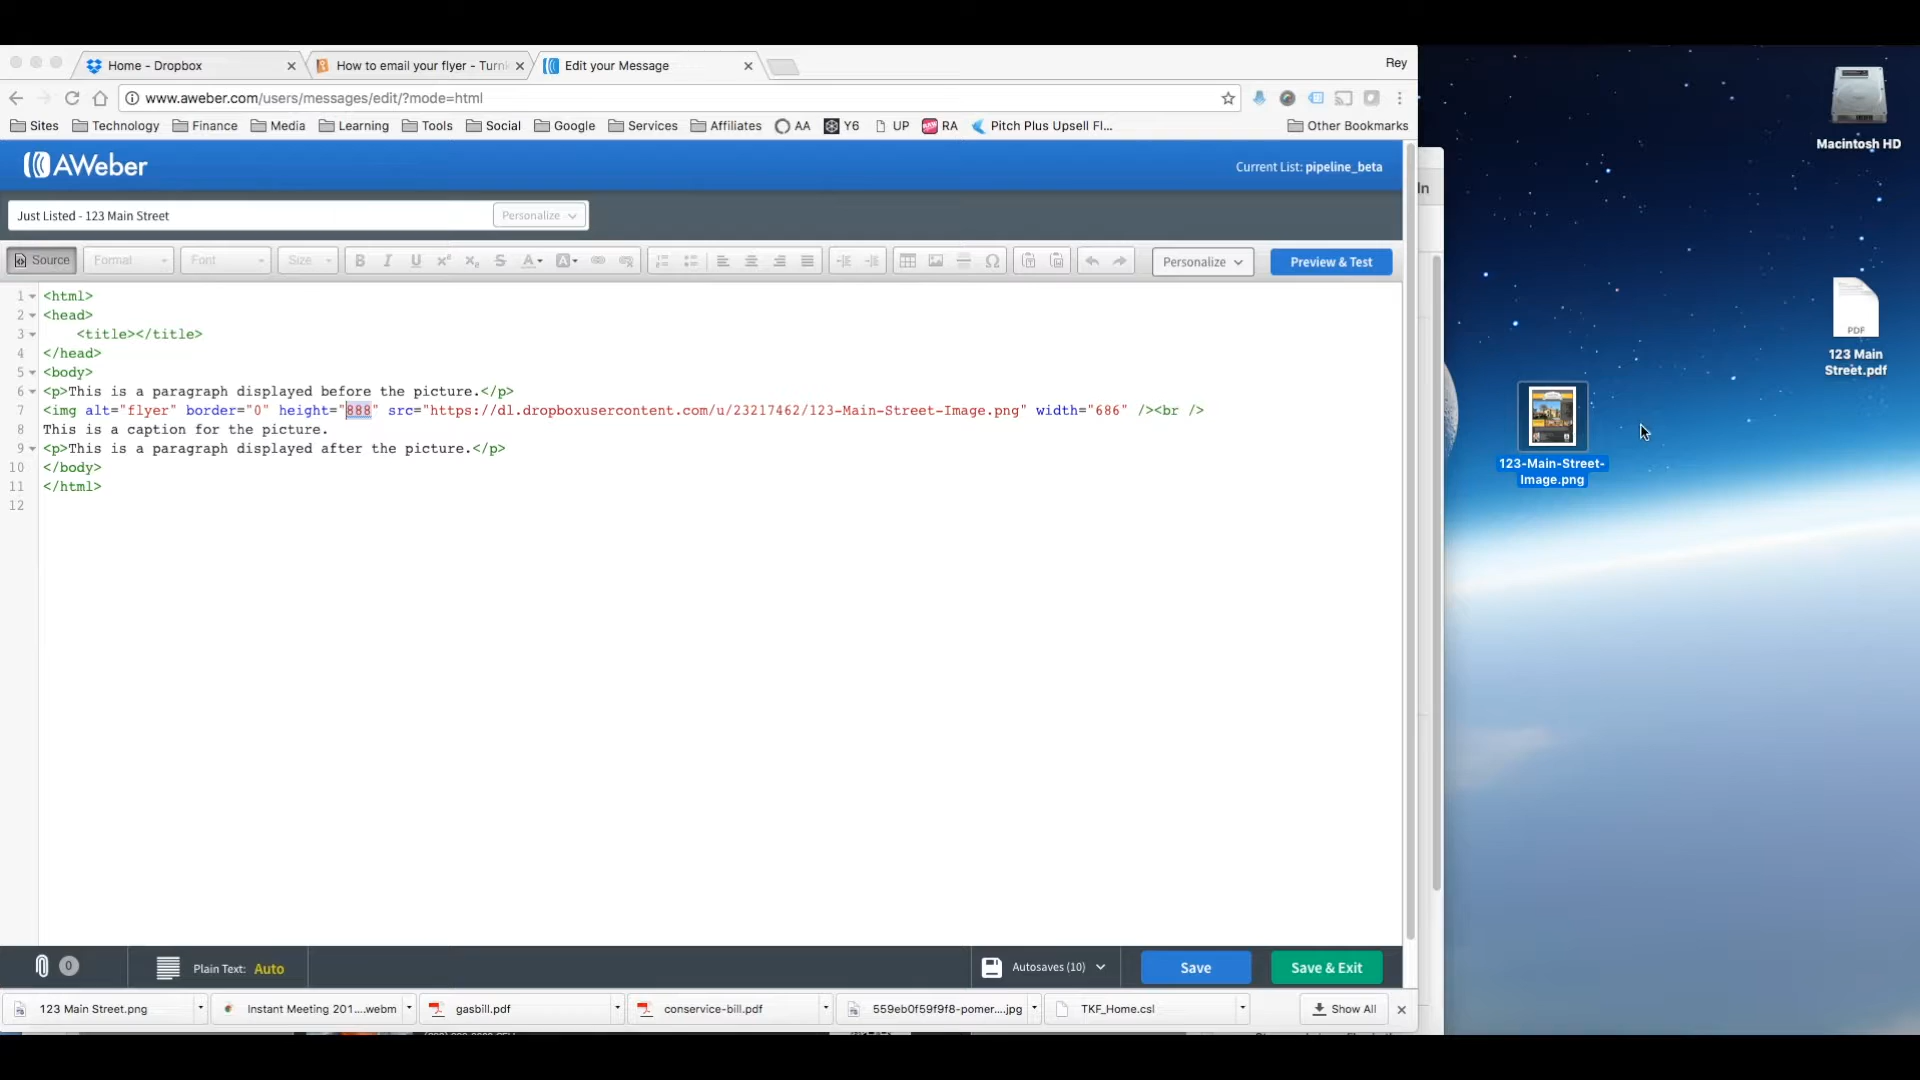 Home - Dropbox
How to email your flyer - Turni
Edit your Message
Rey
www.aweber.com/users/messages/edit/?mode=html
Sites
Technology
Finance
Media
Learning
Tools
Social
Google
Services
Affiliates
AA
Y6
UP
RA
Pitch Plus Upsell Fl...
Other Bookmarks
AWeber
Current List: pipeline_beta
Just Listed - 123 Main Street
Personalize
Source
Format
Font
Size
Personalize
Preview & Test
1 <html>
2 <head>
3 <title></title>
4 </head>
5 <body>
6 <p>This is a paragraph displayed before the picture.</p>
7 <img alt="flyer" border="0" height="888" src="https://dl.dropboxusercontent.com/u/23217462/123-Main-Street-Image.png" width="686" /><br />
8 This is a caption for the picture.
9 <p>This is a paragraph displayed after the picture.</p>
10 </body>
11 </html>
12
0
Plain Text: Auto
Autosaves (10)
Save
Save & Exit
123 Main Street.png
Instant Meeting 201....webm
gasbill.pdf
conservice-bill.pdf
559eb0f59f9f8-pomer....jpg
TKF_Home.csl
Show All
In
Macintosh HD
PDF
123 Main
Street.pdf
123-Main-Street-
Image.png